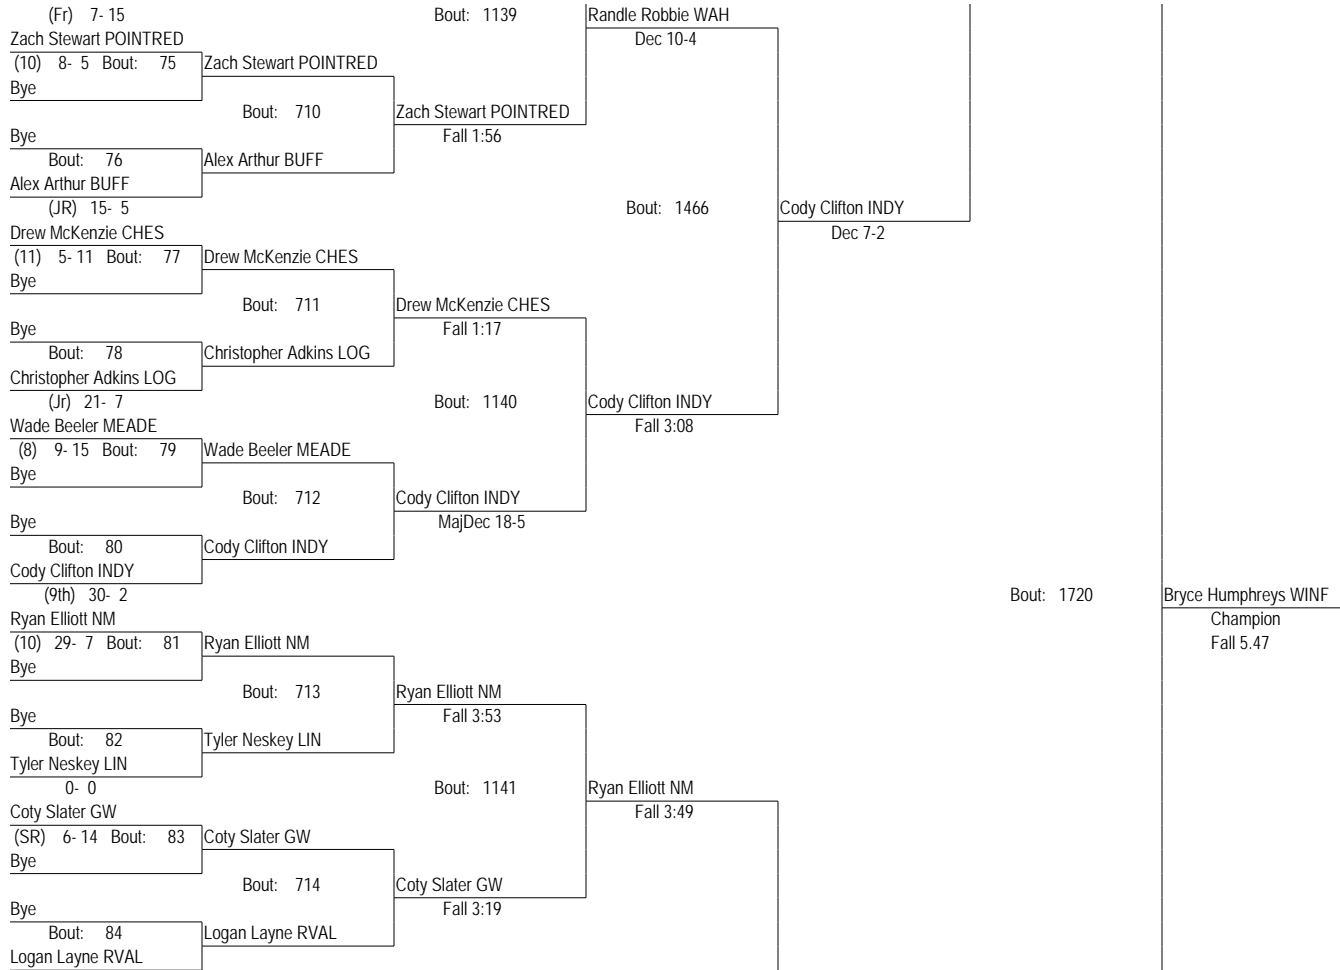 (Fr) 7- 15 Bout: 1139 Randle Robbie WAH
Zach Stewart POINTRED Dec 10-4
(10) 8- 5 Bout: 75 Zach Stewart POINTRED
Bye
Bout: 710 Zach Stewart POINTRED
Bye Fall 1:56
Bout: 76 Alex Arthur BUFF
Alex Arthur BUFF
(JR) 15- 5 Bout: 1466 Cody Clifton INDY
Drew McKenzie CHES Dec 7-2
(11) 5- 11 Bout: 77 Drew McKenzie CHES
Bye
Bout: 711 Drew McKenzie CHES
Bye Fall 1:17
Bout: 78 Christopher Adkins LOG
Christopher Adkins LOG
(Jr) 21- 7 Bout: 1140 Cody Clifton INDY
Wade Beeler MEADE Fall 3:08
(8) 9- 15 Bout: 79 Wade Beeler MEADE
Bye
Bout: 712 Cody Clifton INDY
Bye MajDec 18-5
Bout: 80 Cody Clifton INDY
Cody Clifton INDY
(9th) 30- 2 Bout: 1720 Bryce Humphreys WINF
Ryan Elliott NM Champion
(10) 29- 7 Bout: 81 Ryan Elliott NM Fall 5.47
Bye
Bout: 713 Ryan Elliott NM
Bye Fall 3:53
Bout: 82 Tyler Neskey LIN
Tyler Neskey LIN
0- 0 Bout: 1141 Ryan Elliott NM
Coty Slater GW Fall 3:49
(SR) 6- 14 Bout: 83 Coty Slater GW
Bye
Bout: 714 Coty Slater GW
Bye Fall 3:19
Bout: 84 Logan Layne RVAL
Logan Layne RVAL